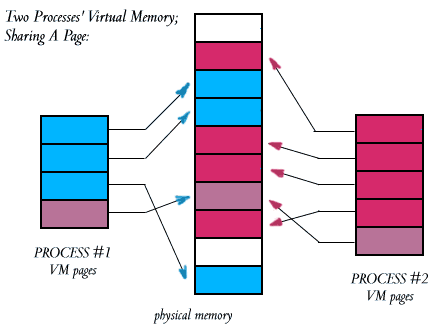 Two Processes' Virtual Memory;
Sharing A Page:
PROCESS #1
VM pages
PROCESS #2
VM pages
physical memory